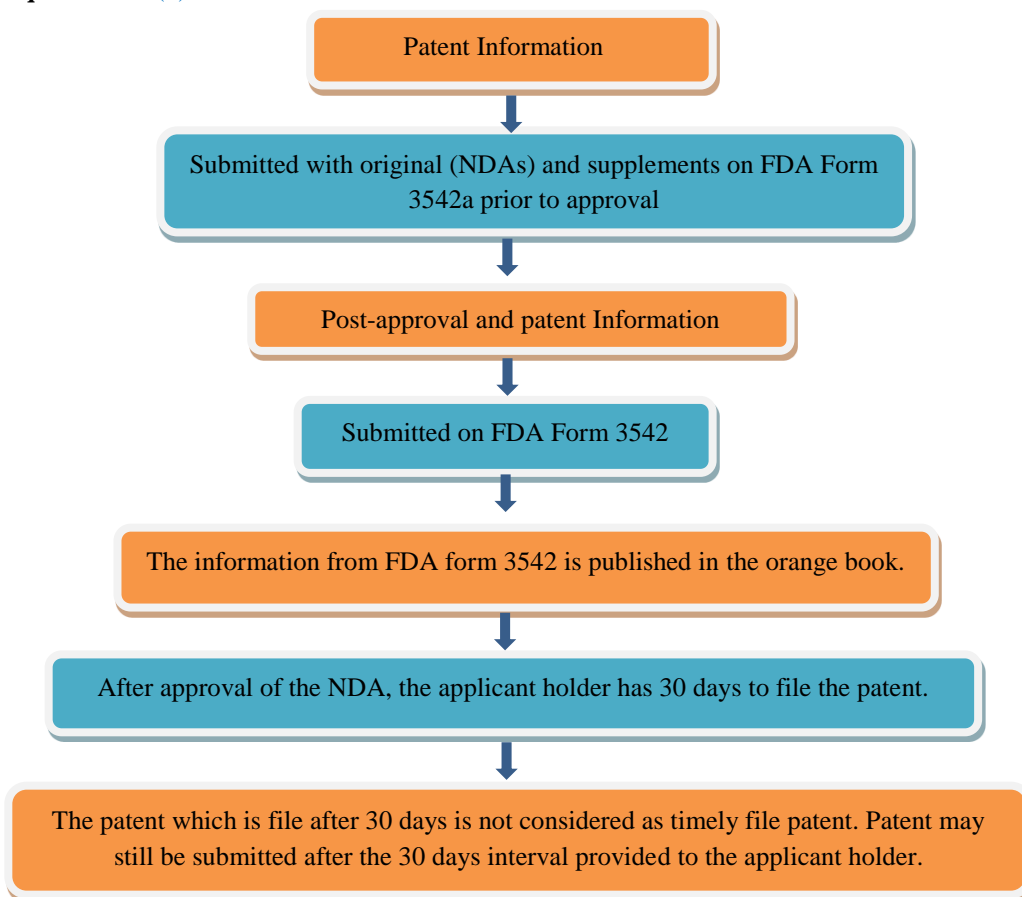 Patent Information
Submitted with original (NDAs) and supplements on FDA Form
3542a prior to approval
Post-approval and patent Information
Submitted on FDA Form 3542
The information from FDA form 3542 is published in the orange book.
After approval of the NDA, the applicant holder has 30 days to file the patent.
The patent which is file after 30 days is not considered as timely file patent. Patent may
still be submitted after the 30 days interval provided to the applicant holder.